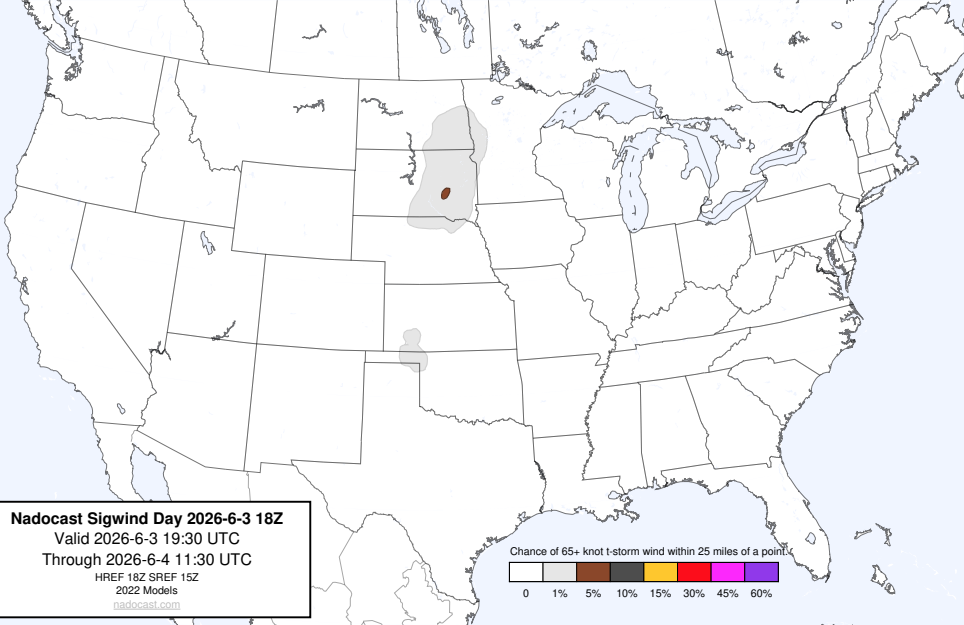 Nadocast Sigwind Day 2026-6-3 18Z
Valid 2026-6-3 19:30 UTC
Through 2026-6-4 11:30 UTC
HREF 18Z SREF 15Z
2022 Models
nadocast.com
Chance of 65+ knot t-storm wind within 25 miles of a point.
0 1% 5% 10% 15% 30% 45% 60%